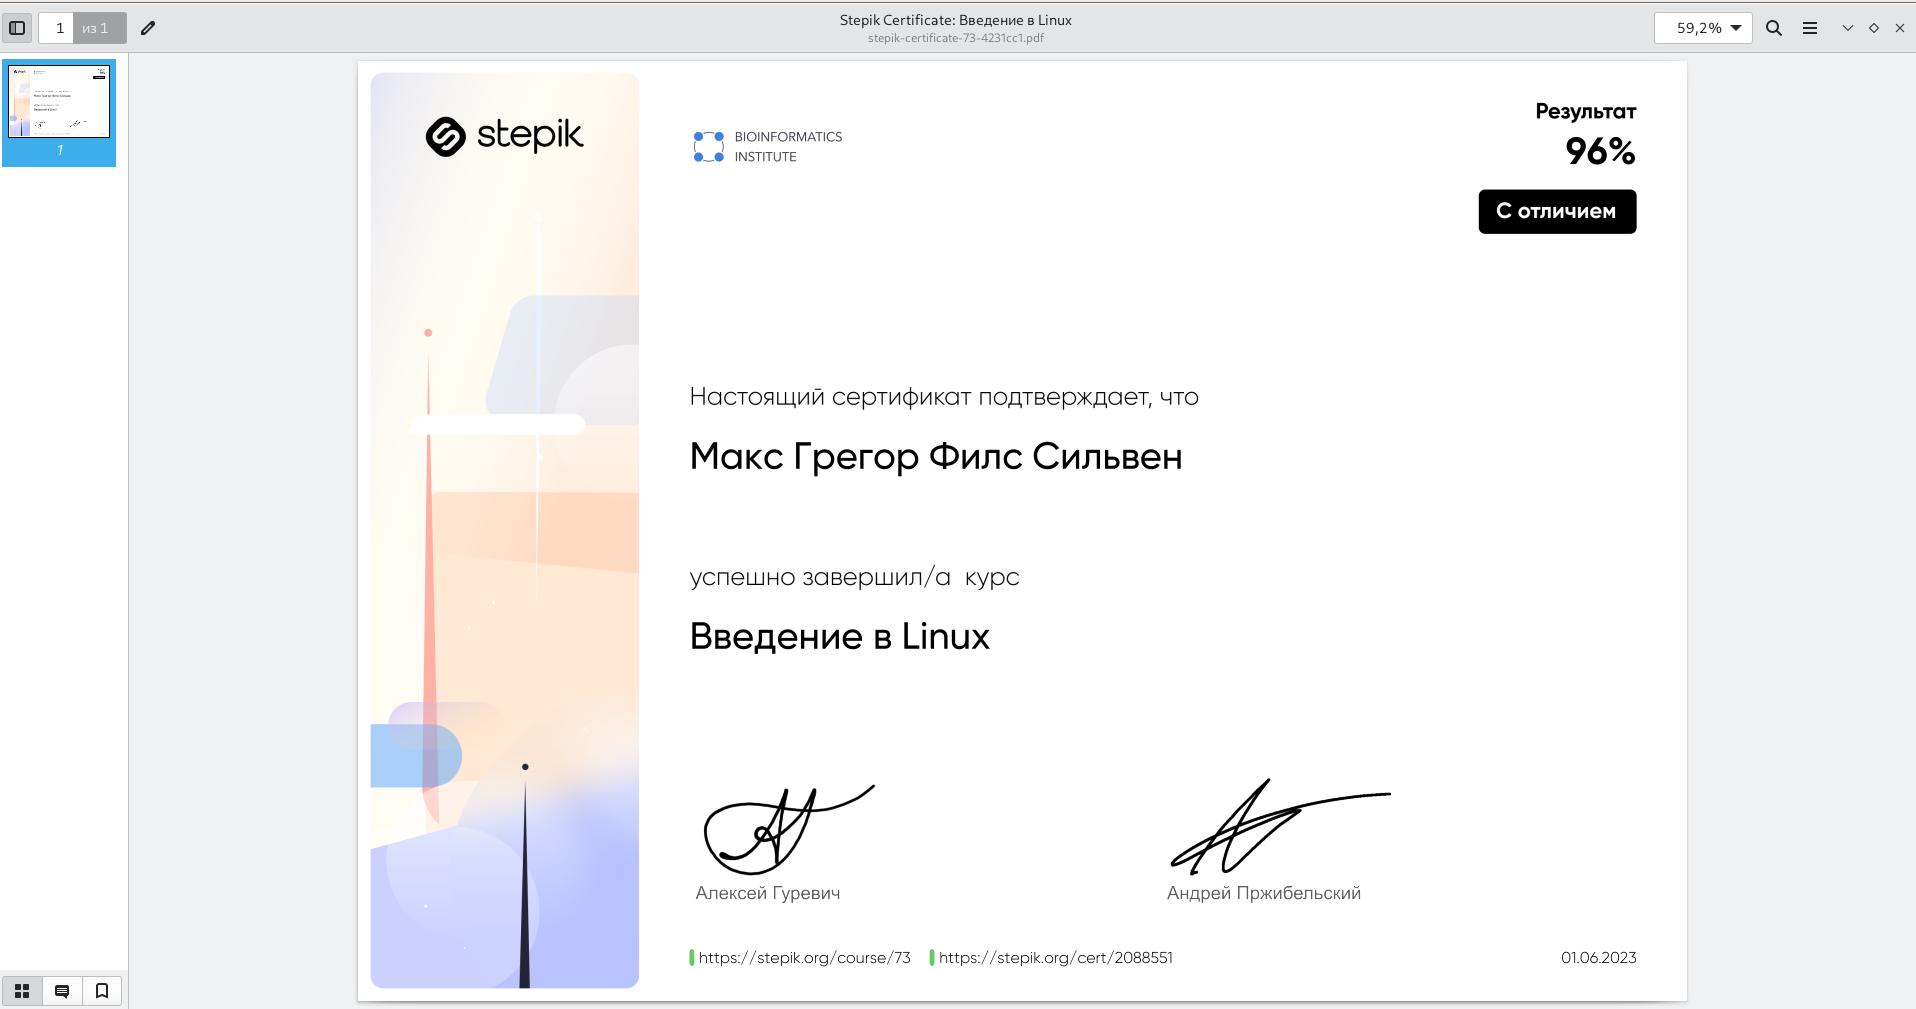 1 из 1
Stepik Certificate: Введение в Linux
stepik-certificate-73-4231cc1.pdf
59,2%
1
stepik
BIOINFORMATICS
INSTITUTE
Результат
96%
С отличием
Настоящий сертификат подтверждает, что
Макс Грегор Филс Сильвен
успешно завершил/а курс
Введение в Linux
Алексей Гуревич
Андрей Пржибельский
https://stepik.org/course/73 https://stepik.org/cert/2088551 01.06.2023